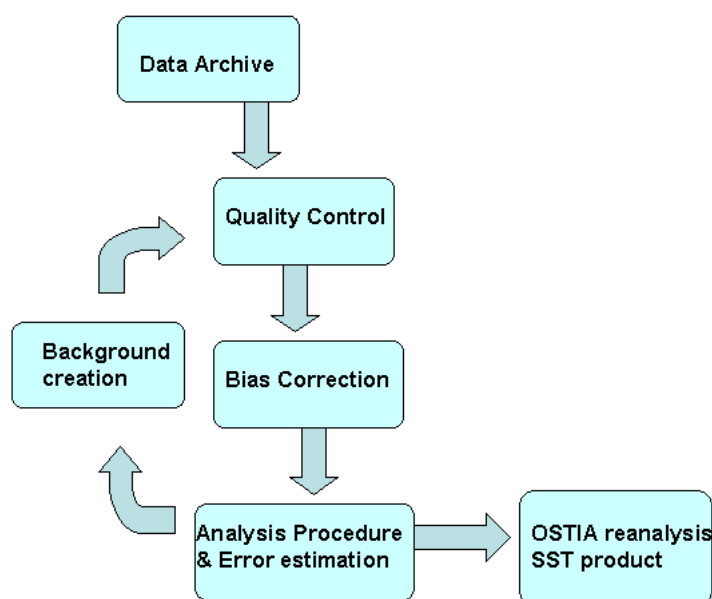 Data Archive
Quality Control
Background
creation
Bias Correction
Analysis Procedure
& Error estimation
OSTIA reanalysis
SST product